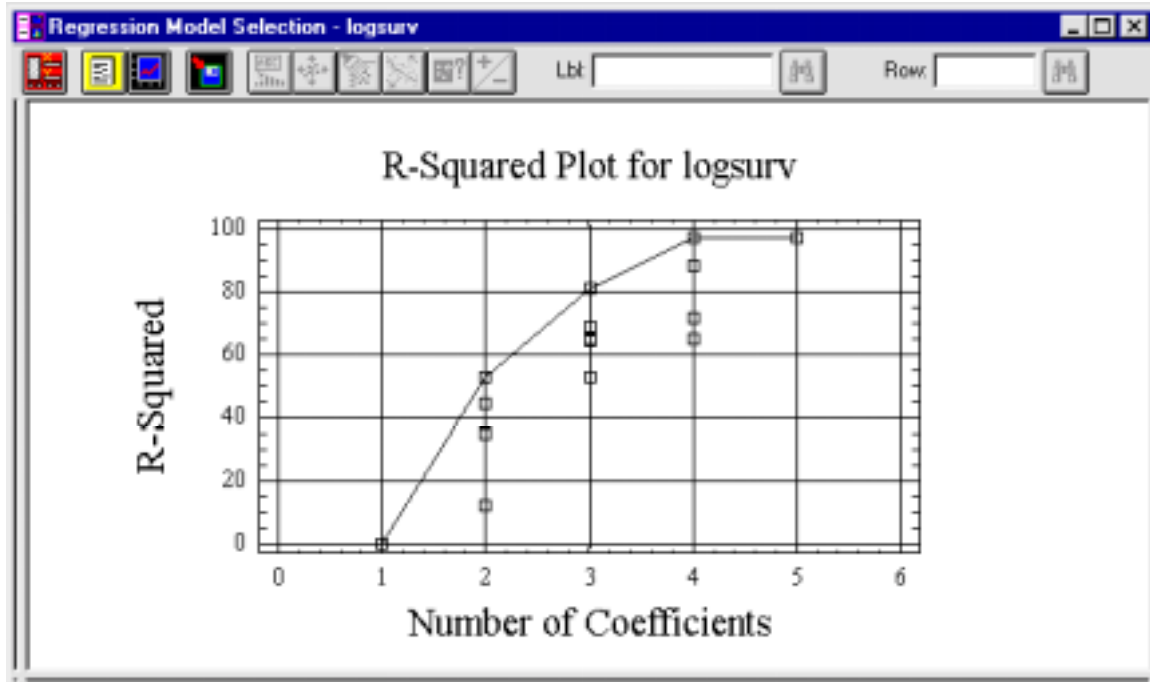 Regression Model Selection - logsurv
Lbl: Row:
R-Squared Plot for logsurv
R-Squared
100
80
60
40
20
0
0 1 2 3 4 5 6
Number of Coefficients